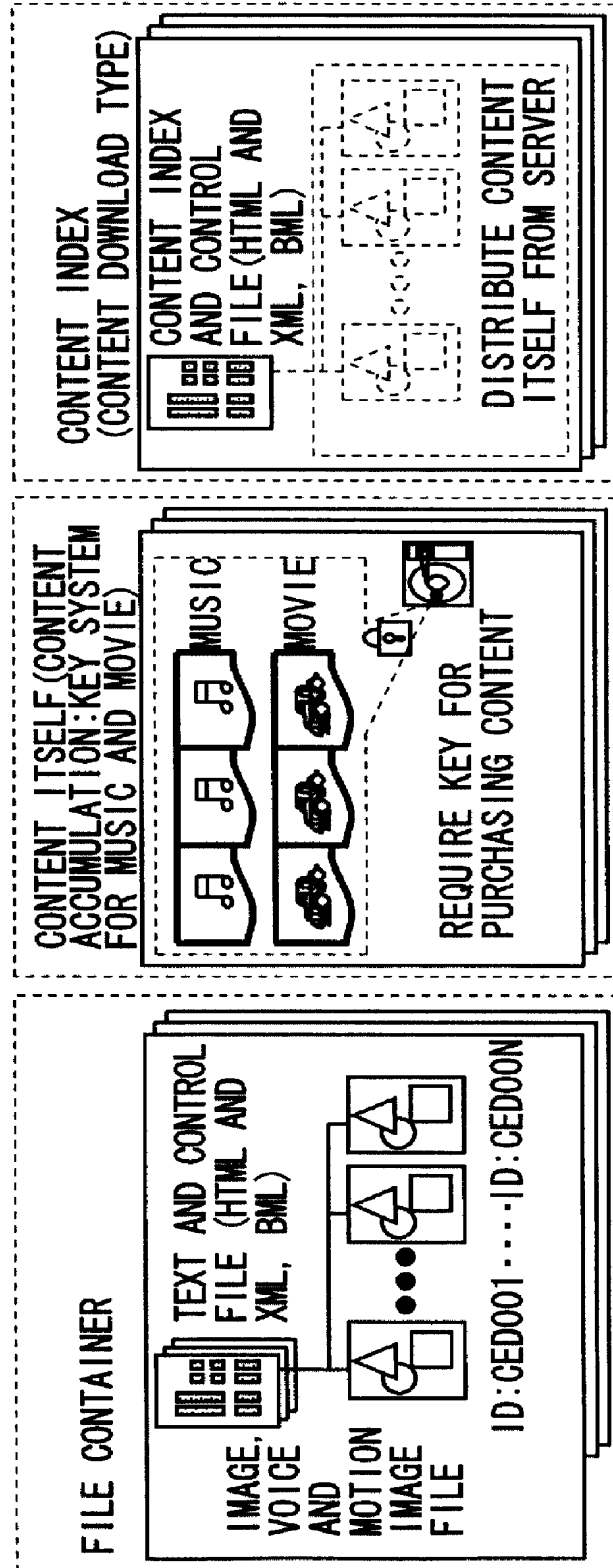 FILE CONTAINER
TEXT AND CONTROL
FILE (HTML AND
XML, BML)
IMAGE,
VOICE
AND
MOTION
IMAGE
FILE
ID:CED001····ID:CED00N
CONTENT ITSELF(CONTENT
ACCUMULATION:KEY SYSTEM
FOR MUSIC AND MOVIE)
MUSIC
MOVIE
REQUIRE KEY FOR
PURCHASING CONTENT
CONTENT INDEX
(CONTENT DOWNLOAD TYPE)
CONTENT INDEX
AND CONTROL
FILE(HTML AND
XML, BML)
DISTRIBUTE CONTENT
ITSELF FROM SERVER